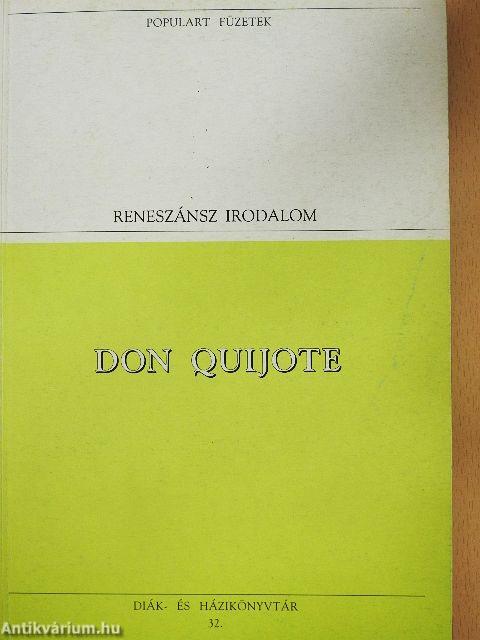 POPULART FÜZETEK
RENESZÁNSZ IRODALOM
DON QUIJOTE
DIÁK- ÉS HÁZIKÖNYVTÁR
32.
Antikvárium.hu